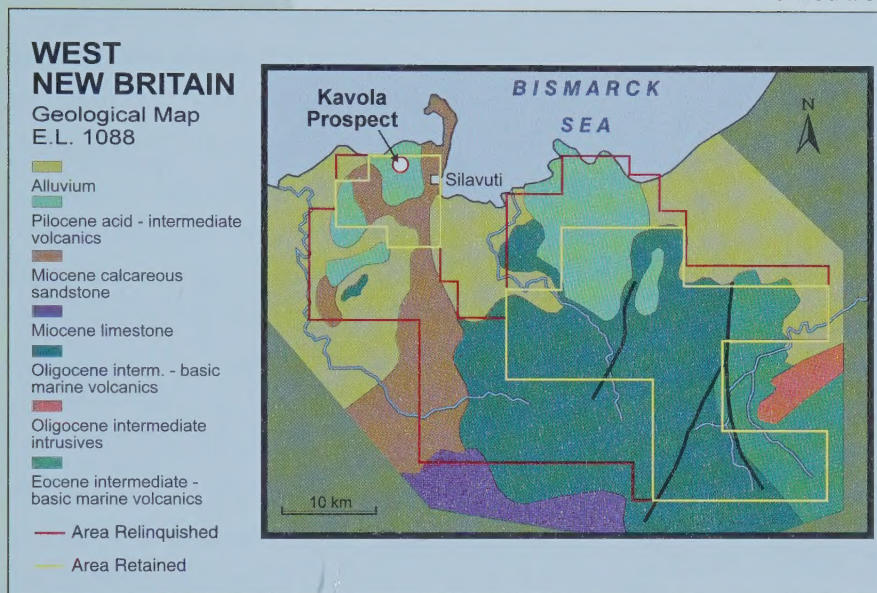 WEST
NEW BRITAIN
Geological Map
E.L. 1088
Alluvium
Pilocene acid - intermediate
volcanics
Miocene calcareous
sandstone
Miocene limestone
Oligocene interm. - basic
marine volcanics
Oligocene intermediate
intrusives
Eocene intermediate -
basic marine volcanics
Area Relinquished
Area Retained
Kavola
Prospect
BISMARCK
SEA
N
Silavuti
10 km